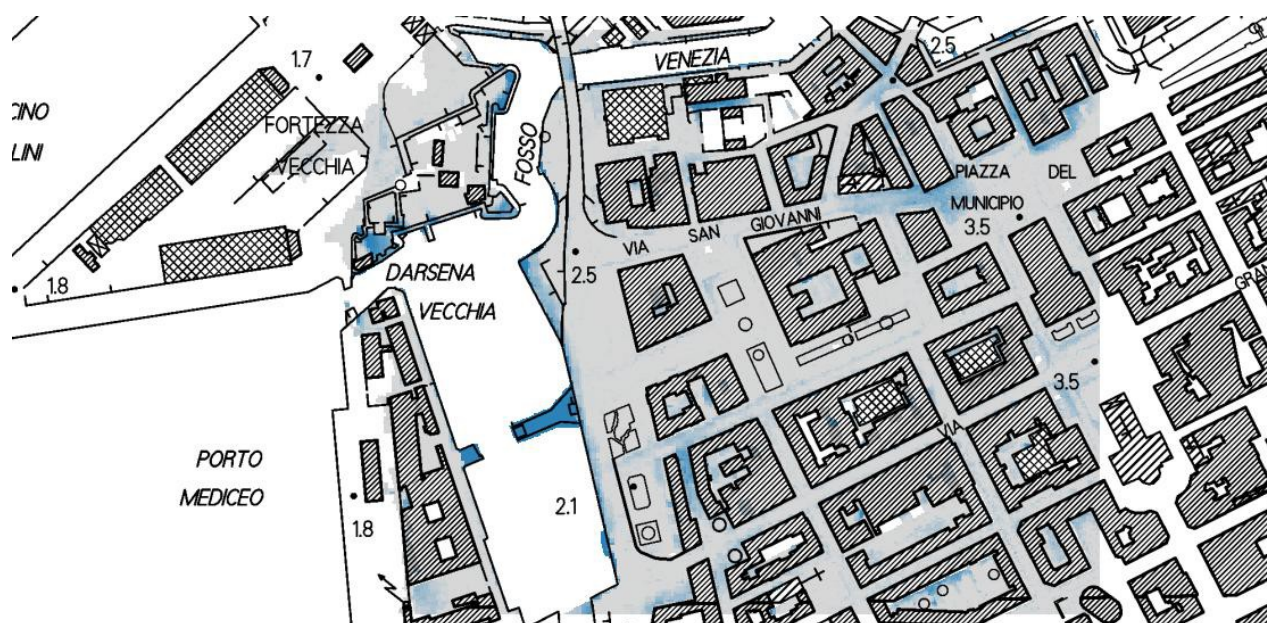 VENEZIA
2.5
1.7
CINO
LINI
FORTEZZA
VECCHIA
FOSSO
PIAZZA DEL
MUNICIPIO
3.5
VIA SAN GIOVANNI
1.8
DARSENA
VECCHIA
2.5
GRAN
3.5
VIA
PORTO
MEDICEO
2.1
1.8